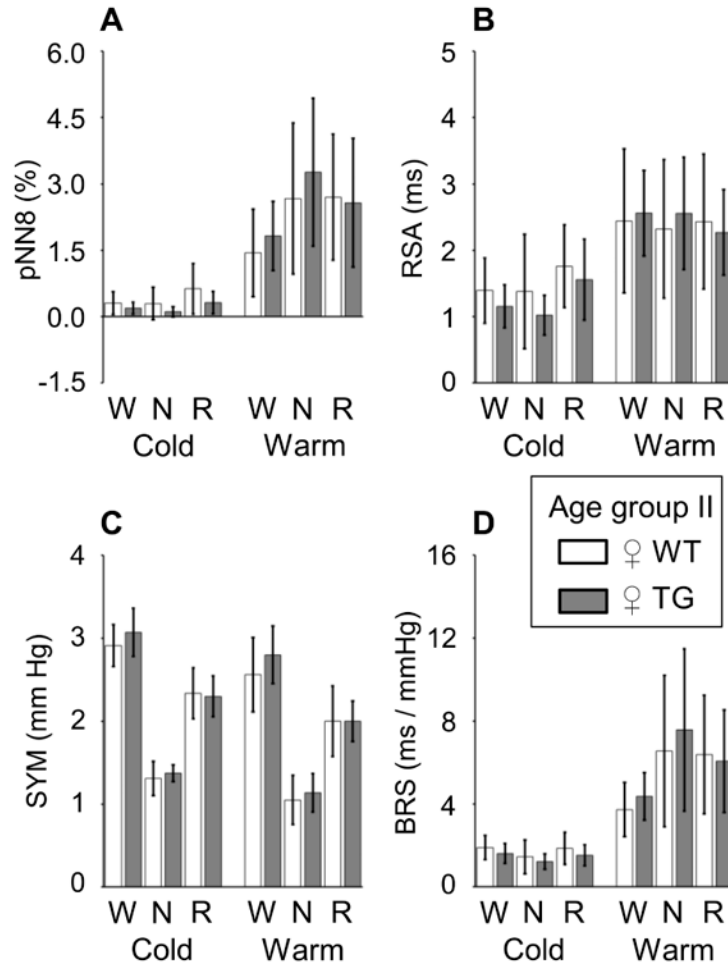 A
pNN8 (%)
6.0
4.5
3.0
1.5
0.0
-1.5
W N R W N R
Cold Warm
B
RSA (ms)
5
4
3
2
1
0
W N R W N R
Cold Warm
C
SYM (mm Hg)
4
3
2
1
0
W N R W N R
Cold Warm
Age group II
♀ WT
♀ TG
D
BRS (ms / mmHg)
16
12
8
4
0
W N R W N R
Cold Warm